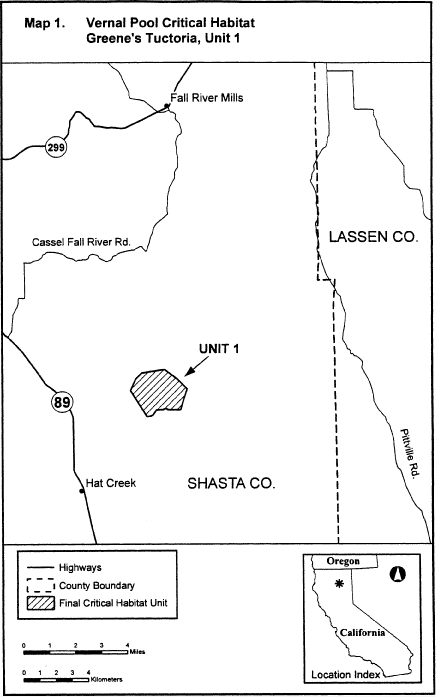 Map 1. Vernal Pool Critical Habitat
Greene's Tuctoria, Unit 1
Fall River Mills
299
LASSEN CO.
Cassel Fall River Rd.
UNIT 1
89
Pittville Rd.
Hat Creek
SHASTA CO.
Highways
County Boundary
Final Critical Habitat Unit
0 1 2 3 4
Miles
0 1 2 3 4
Kilometers
Oregon
California
Location Index